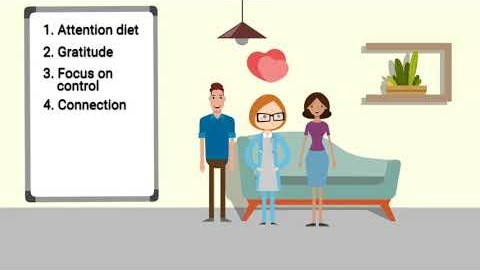 1. Attention diet
2. Gratitude
3. Focus on
control
4. Connection